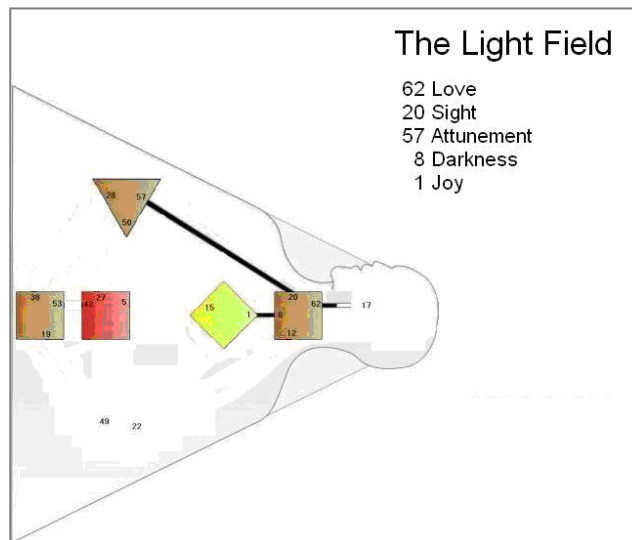 The Light Field
62 Love
20 Sight
57 Attunement
8 Darkness
1 Joy
28 57
50
38
53
19
27
42 5
15
1
20
8 62
12
17
49
22